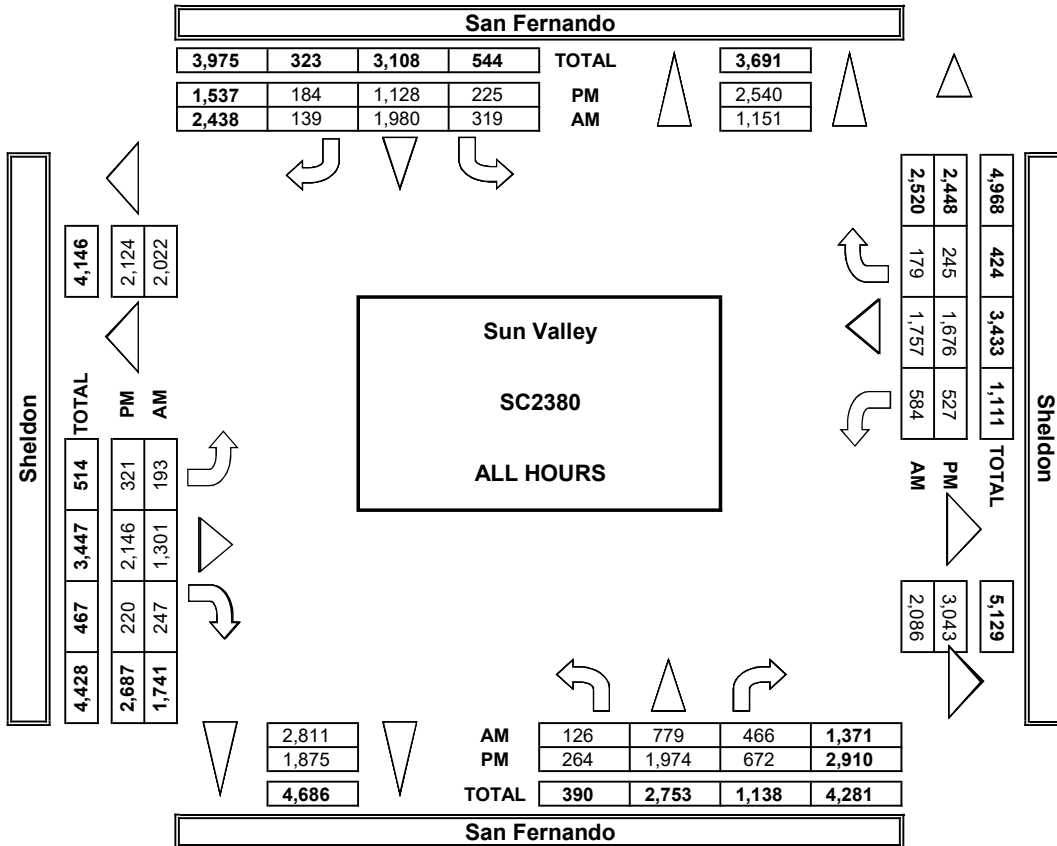 San Fernando
3,975 323 3,108 544 TOTAL 3,691
1,537 184 1,128 225 PM 2,540
2,438 139 1,980 319 AM 1,151
Sheldon
4,146
2,124
2,022
TOTAL
PM
AM
514 3,447 467 4,428
321 2,146 220 2,687
193 1,301 247 1,741
Sun Valley
SC2380
ALL HOURS
4,968 424 3,433 1,111 TOTAL
2,448 245 1,676 527 PM
2,520 179 1,757 584 AM
5,129
3,043
2,086
Sheldon
2,811 AM 126 779 466 1,371
1,875 PM 264 1,974 672 2,910
4,686 TOTAL 390 2,753 1,138 4,281
San Fernando